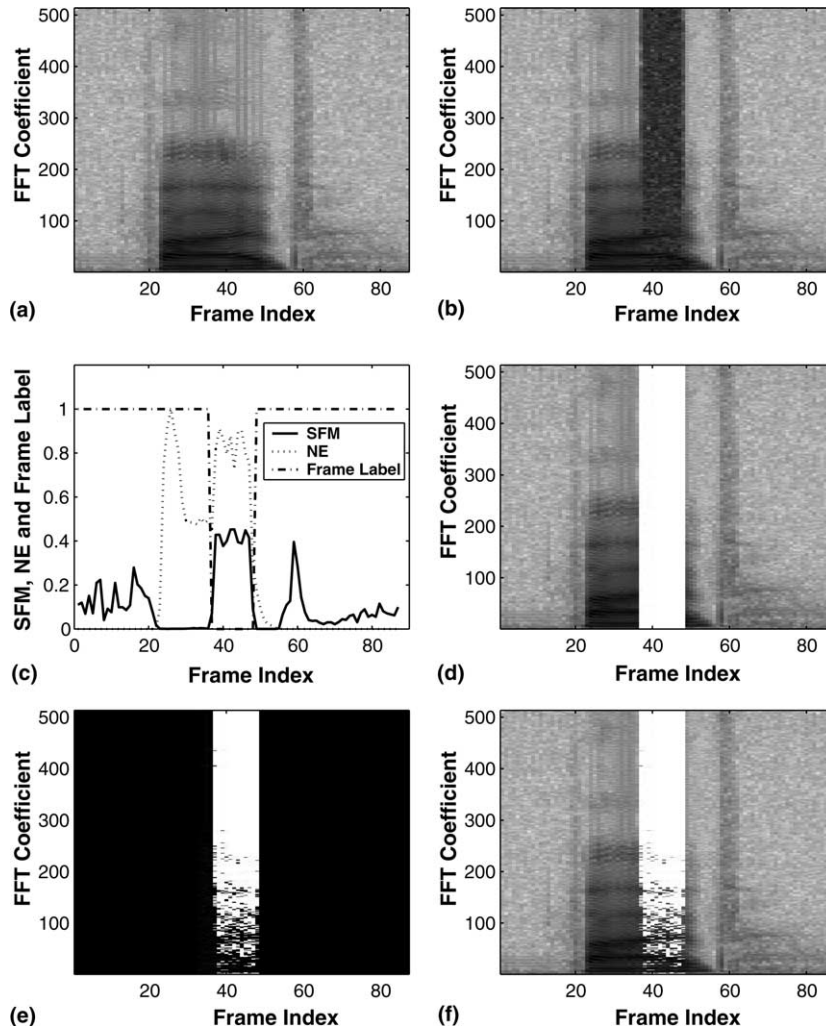 500
400
300
200
100
FFT Coefficient
20 40 60 80
Frame Index
(a)
500
400
300
200
100
FFT Coefficient
20 40 60 80
Frame Index
(b)
1
0.8
0.6
0.4
0.2
0
SFM, NE and Frame Label
SFM
NE
Frame Label
0 20 40 60 80
Frame Index
(c)
500
400
300
200
100
FFT Coefficient
20 40 60 80
Frame Index
(d)
500
400
300
200
100
FFT Coefficient
20 40 60 80
Frame Index
(e)
500
400
300
200
100
FFT Coefficient
20 40 60 80
Frame Index
(f)